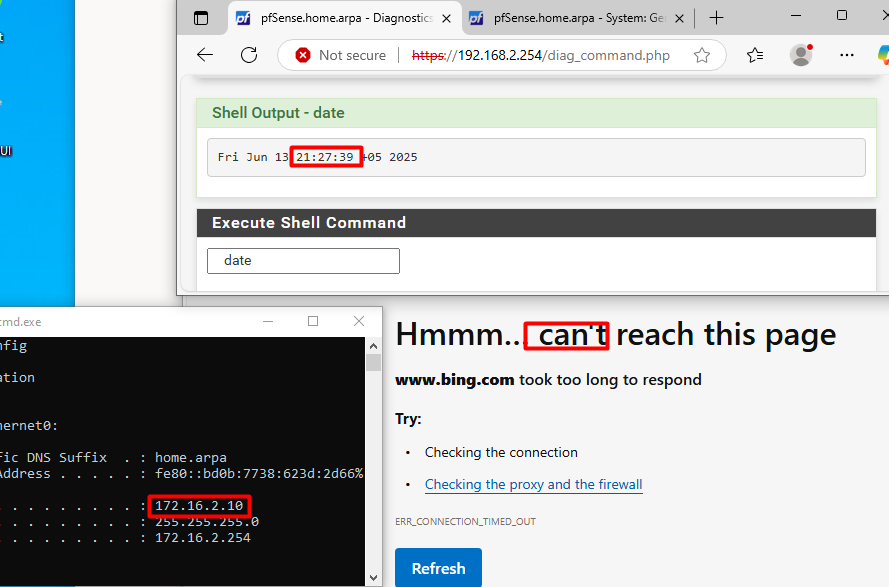 pfSense.home.arpa - Diagnostics
pfSense.home.arpa - System: Ge
Not secure
https://192.168.2.254/diag_command.php
UI
Shell Output - date
Fri Jun 13 21:27:39 +05 2025
Execute Shell Command
date
cmd.exe
nfig
ation
ernet0:
fic DNS Suffix . : home.arpa
Address . . . . . : fe80::bd0b:7738:623d:2d66%
. . . . . . . . . : 172.16.2.10
. . . . . . . . . : 255.255.255.0
. . . . . . . . . : 172.16.2.254
Hmmm... can't reach this page
www.bing.com took too long to respond
Try:
• Checking the connection
• Checking the proxy and the firewall
ERR_CONNECTION_TIMED_OUT
Refresh